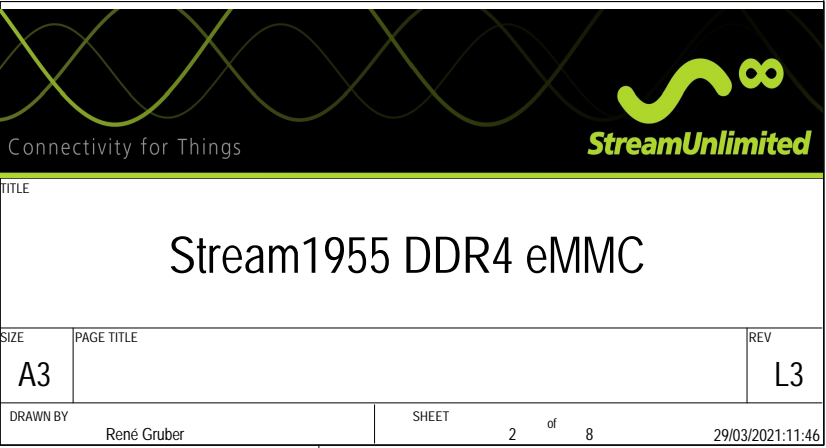 Connectivity for Things
StreamUnlimited
TITLE
Stream1955 DDR4 eMMC
SIZE
PAGE TITLE
REV
A3
L3
DRAWN BY
SHEET
René Gruber
2 of 8
29/03/2021:11:46